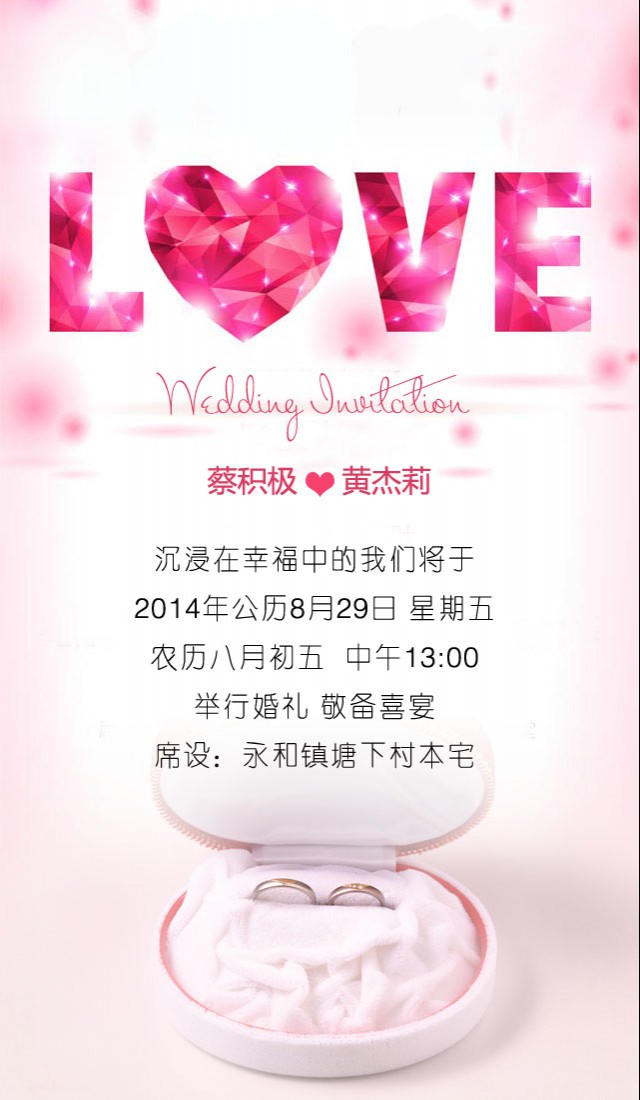 LOVE
Wedding Invitation
蔡积极 ❤ 黄杰莉
沉浸在幸福中的我们将于
2014年公历8月29日 星期五
农历八月初五 中午13:00
举行婚礼 敬备喜宴
席设：永和镇塘下村本宅